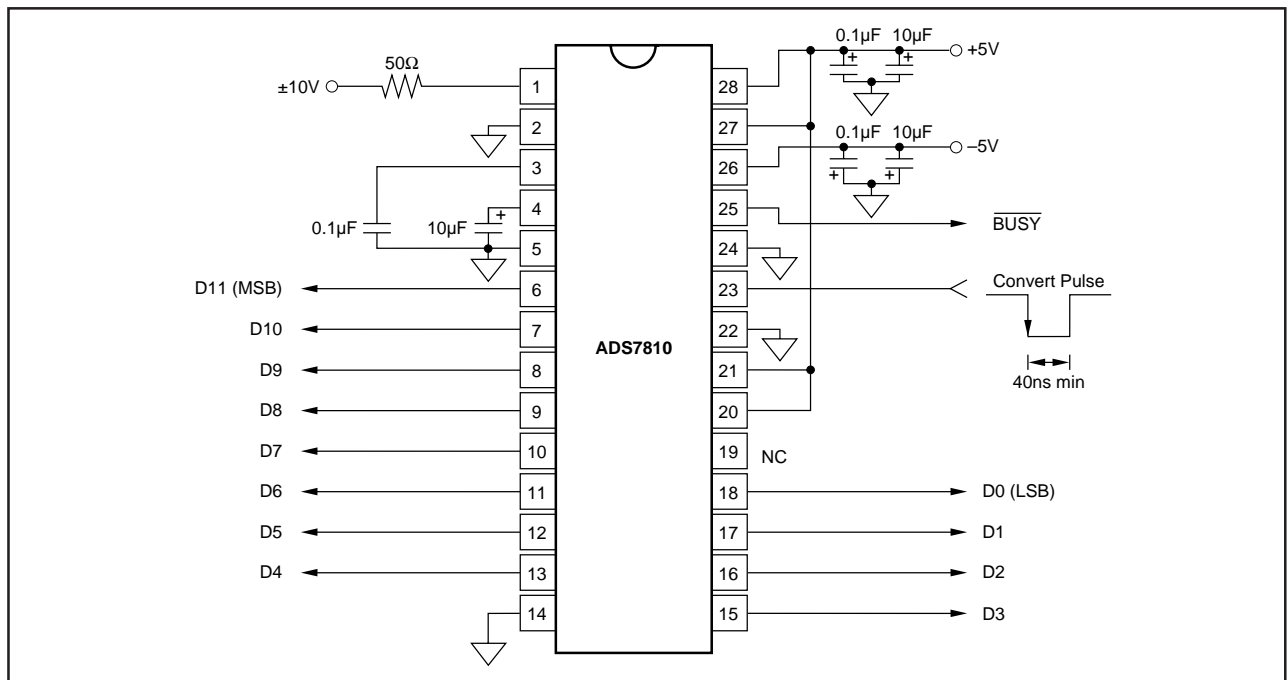 0.1µF 10µF
+5V
50Ω
±10V
1 28
2 27
0.1µF 10µF
–5V
3 26
4 25
+
BUSY
0.1µF 10µF
5 24
D11 (MSB) 6 23 Convert Pulse
D10 7 22
ADS7810
D9 8 21
40ns min
D8 9 20
D7 10 19 NC
D6 11 18 D0 (LSB)
D5 12 17 D1
D4 13 16 D2
14 15 D3